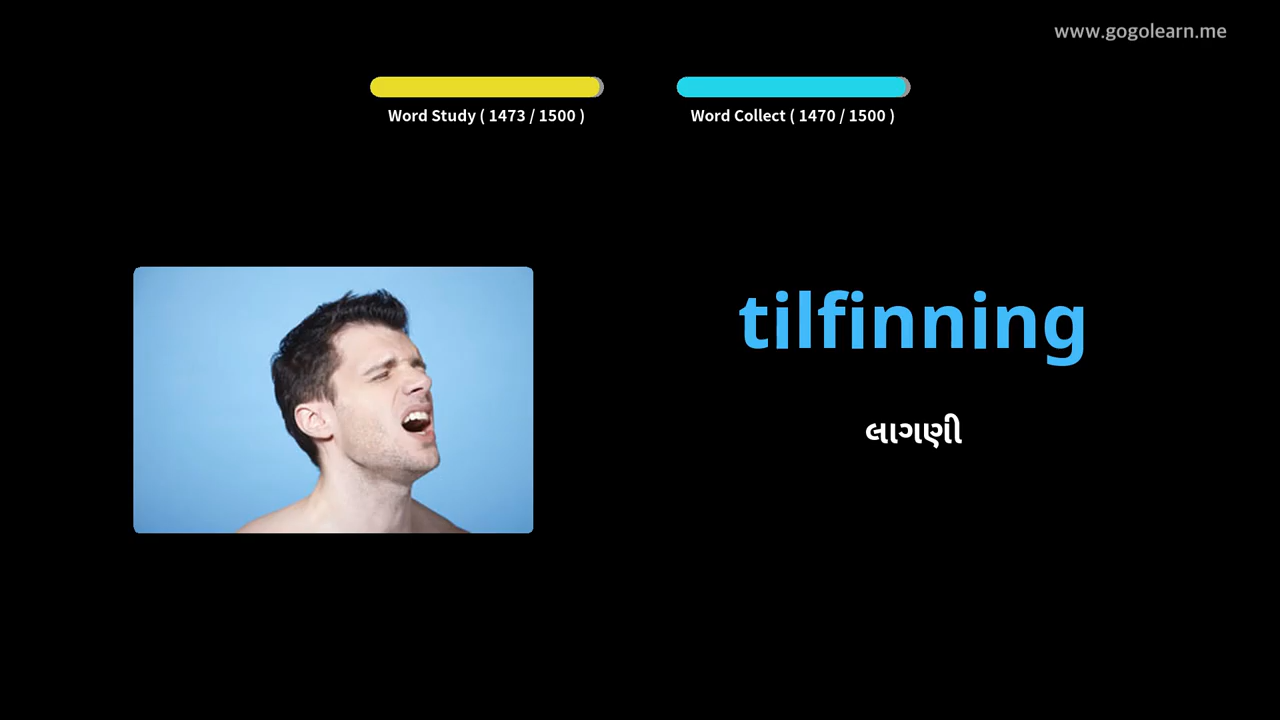 www.gogolearn.me
Word Study ( 1473 / 1500 )
Word Collect ( 1470 / 1500 )
tilfinning
લાગણી